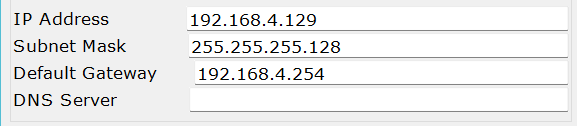 IP Address 192.168.4.129
Subnet Mask 255.255.255.128
Default Gateway 192.168.4.254
DNS Server